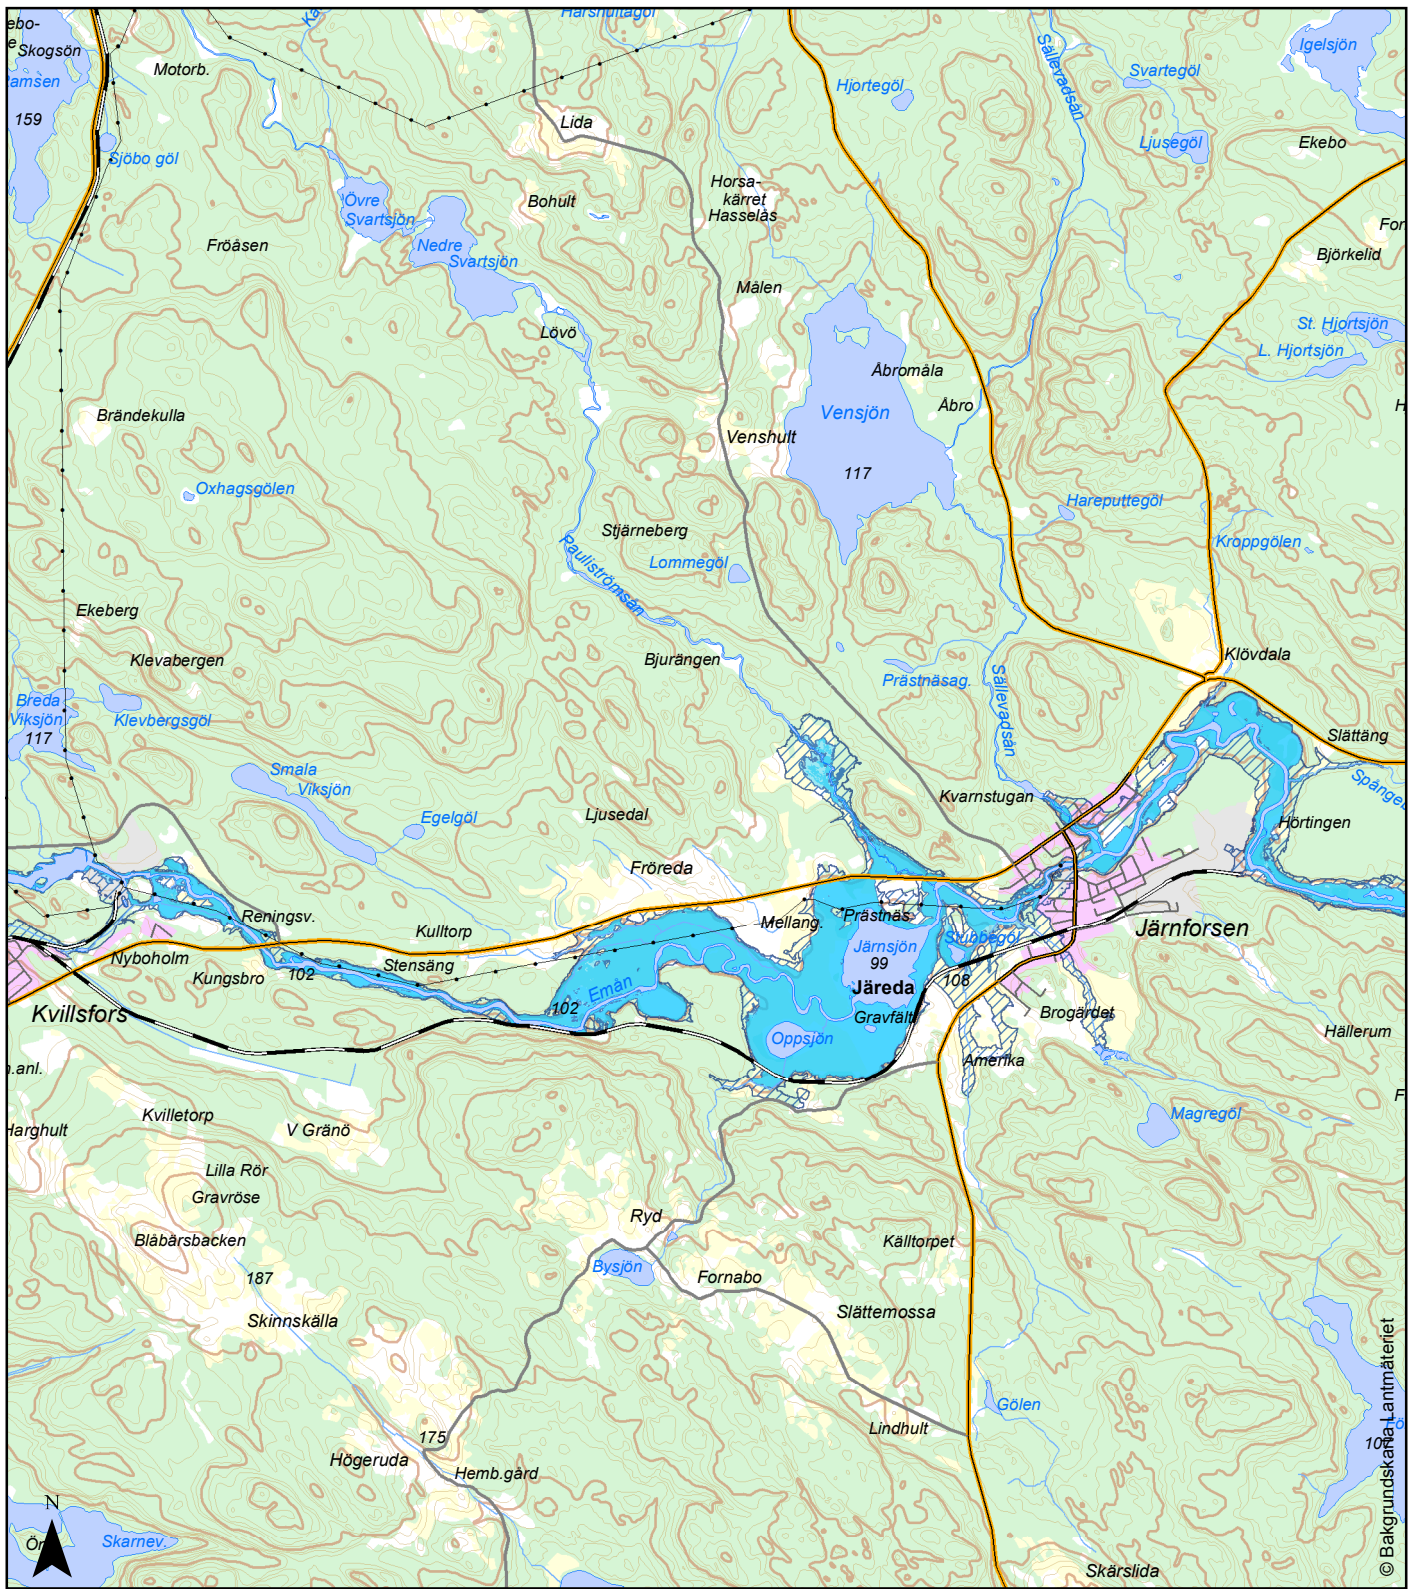 Harshultagöl
Skogsön
Motorb.
Sällevadsån
Igelsjön
Svartegöl
Hjortegöl
159
Lida
Sjöbo göl
Ljusegöl
Ekebo
Horsa-
kärret
Hasselås
Övre
Svartsjön
Bohult
Nedre
Svartsjön
Fröåsen
Björkelid
Målen
St. Hjortsjön
L. Hjortsjön
Lövö
Åbromåla
Åbro
Vensjön
117
Brändekulla
Venshult
Oxhagsgölen
Hareputtegöl
Stjärneberg
Kroppgölen
Lommegöl
Pauliströmsån
Ekeberg
Klevabergen
Bjurängen
Klövdala
Prästnäsag.
Sällevadsån
Breda
Viksjön
117
Klevbergsgöl
Slättäng
Smala
Viksjön
Kvarnstugan
Egelgöl
Ljusedal
Hörtingen
Fröreda
Reningsv.
Kulltorp
Mellang.
Prästnäs
Stubbegöl
Järnforsen
Järnsjön
99
Nyboholm
Kungsbro
102
Stensäng
Emån
102
Järeda
108
Kvillsfors
Gravfält
Brogärdet
Oppsjön
Hällerum
Amerika
Kvilletorp
V Gränö
Magregöl
Lilla Rör
Gravröse
Ryd
Blåbärsbacken
Källtorpet
187
Bysjön
Fornabo
Skinnskälla
Slättemossa
Gölen
Lindhult
175
Högeruda
Hemb.gård
N
Skarnev.
Skärslida
© Bakgrundskarta Lantmäteriet